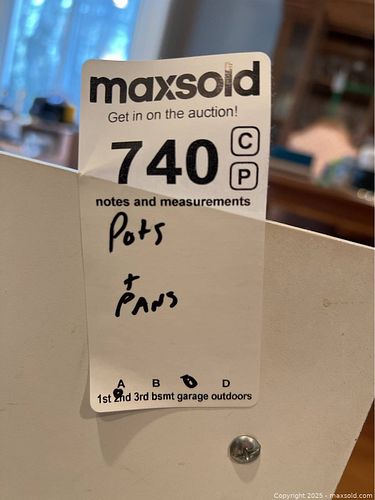 maxsold
Get in on the auction!
740 C
P
notes and measurements
Pots
+
PANS
A B D
1st 2nd 3rd bsmt garage outdoors
Copyright 2025 - maxsold.com